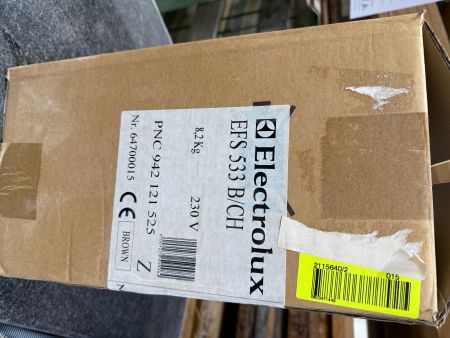 Electrolux
EFS 533 B/CH
8,2 Kg
230 V
PNC 942 121 525
Z
Nr. 64700015
CE
BROWN
2115640/2
015